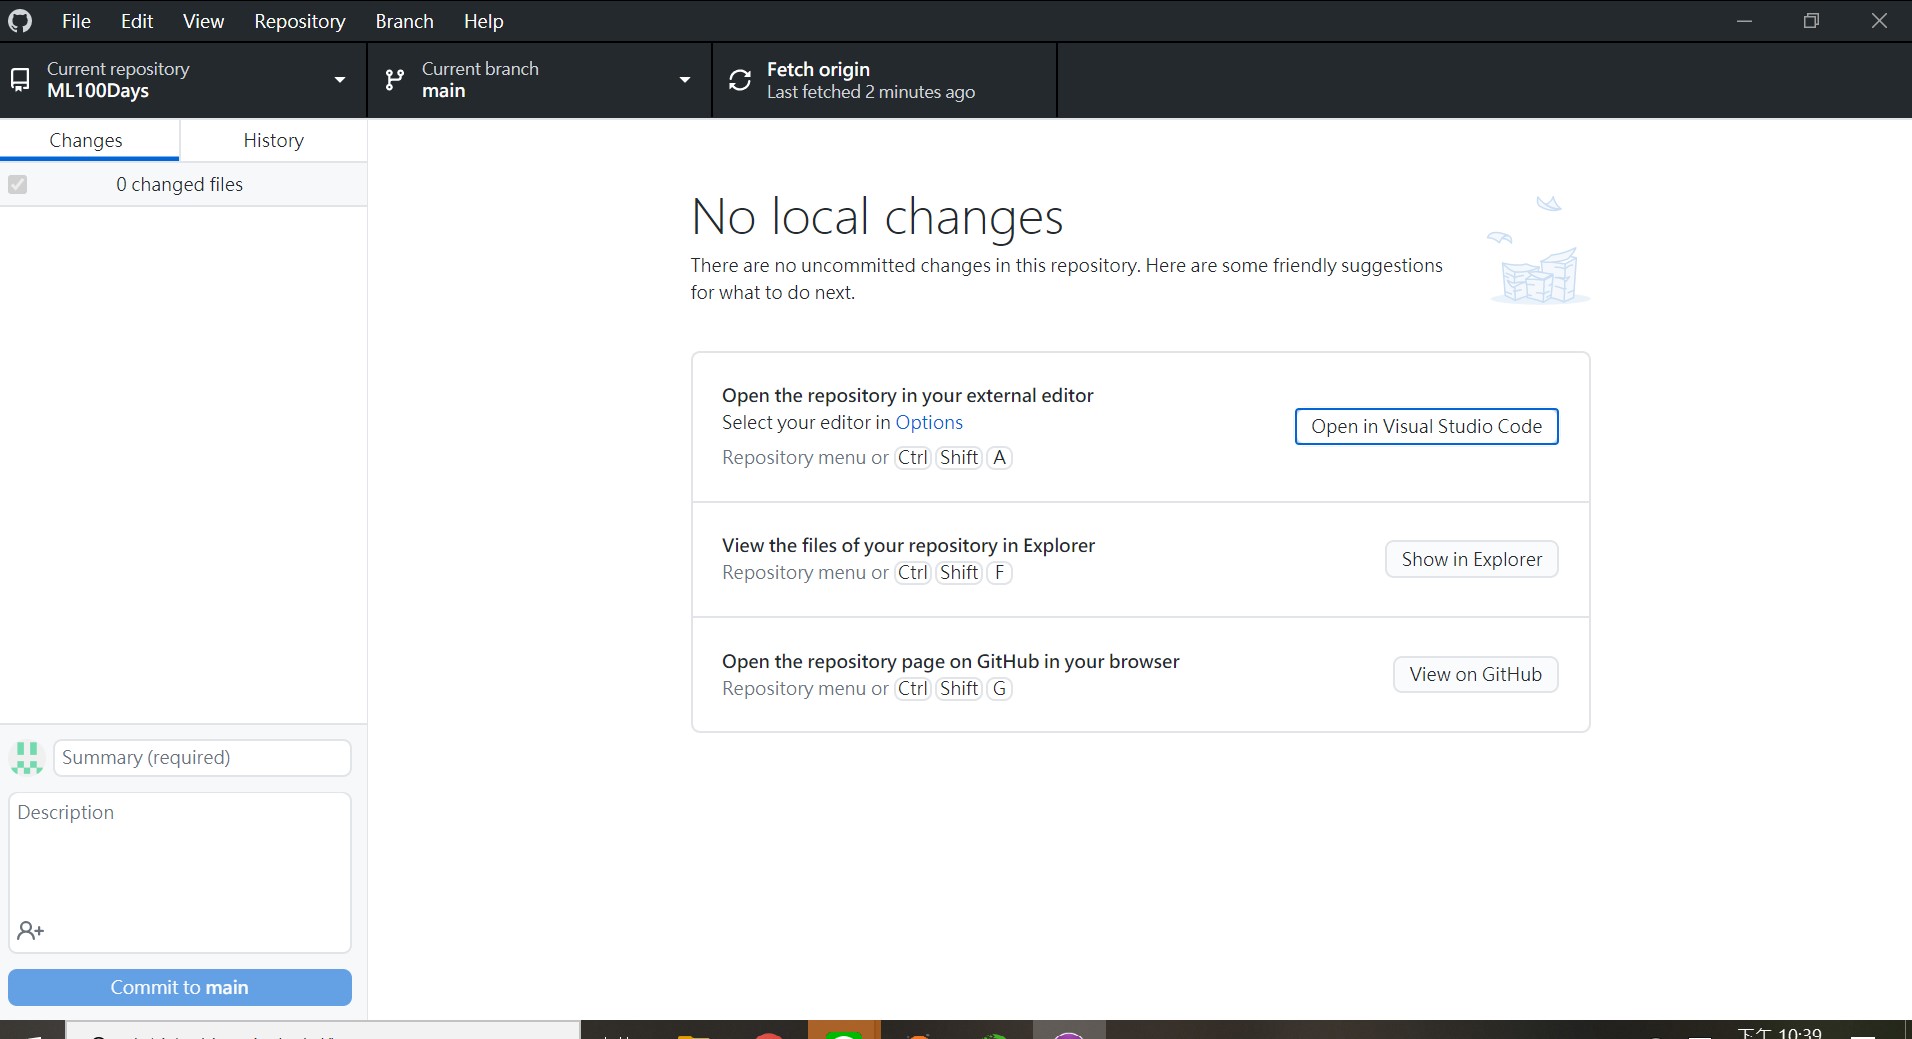 File Edit View Repository Branch Help
Current repository
ML100Days
Current branch
main
Fetch origin
Last fetched 2 minutes ago
Changes History
0 changed files
No local changes
There are no uncommitted changes in this repository. Here are some friendly suggestions
for what to do next.
Open the repository in your external editor
Select your editor in Options
Repository menu or Ctrl Shift A
Open in Visual Studio Code
View the files of your repository in Explorer
Repository menu or Ctrl Shift F
Show in Explorer
Open the repository page on GitHub in your browser
Repository menu or Ctrl Shift G
View on GitHub
Summary (required)
Description
Commit to main
下午 10:39